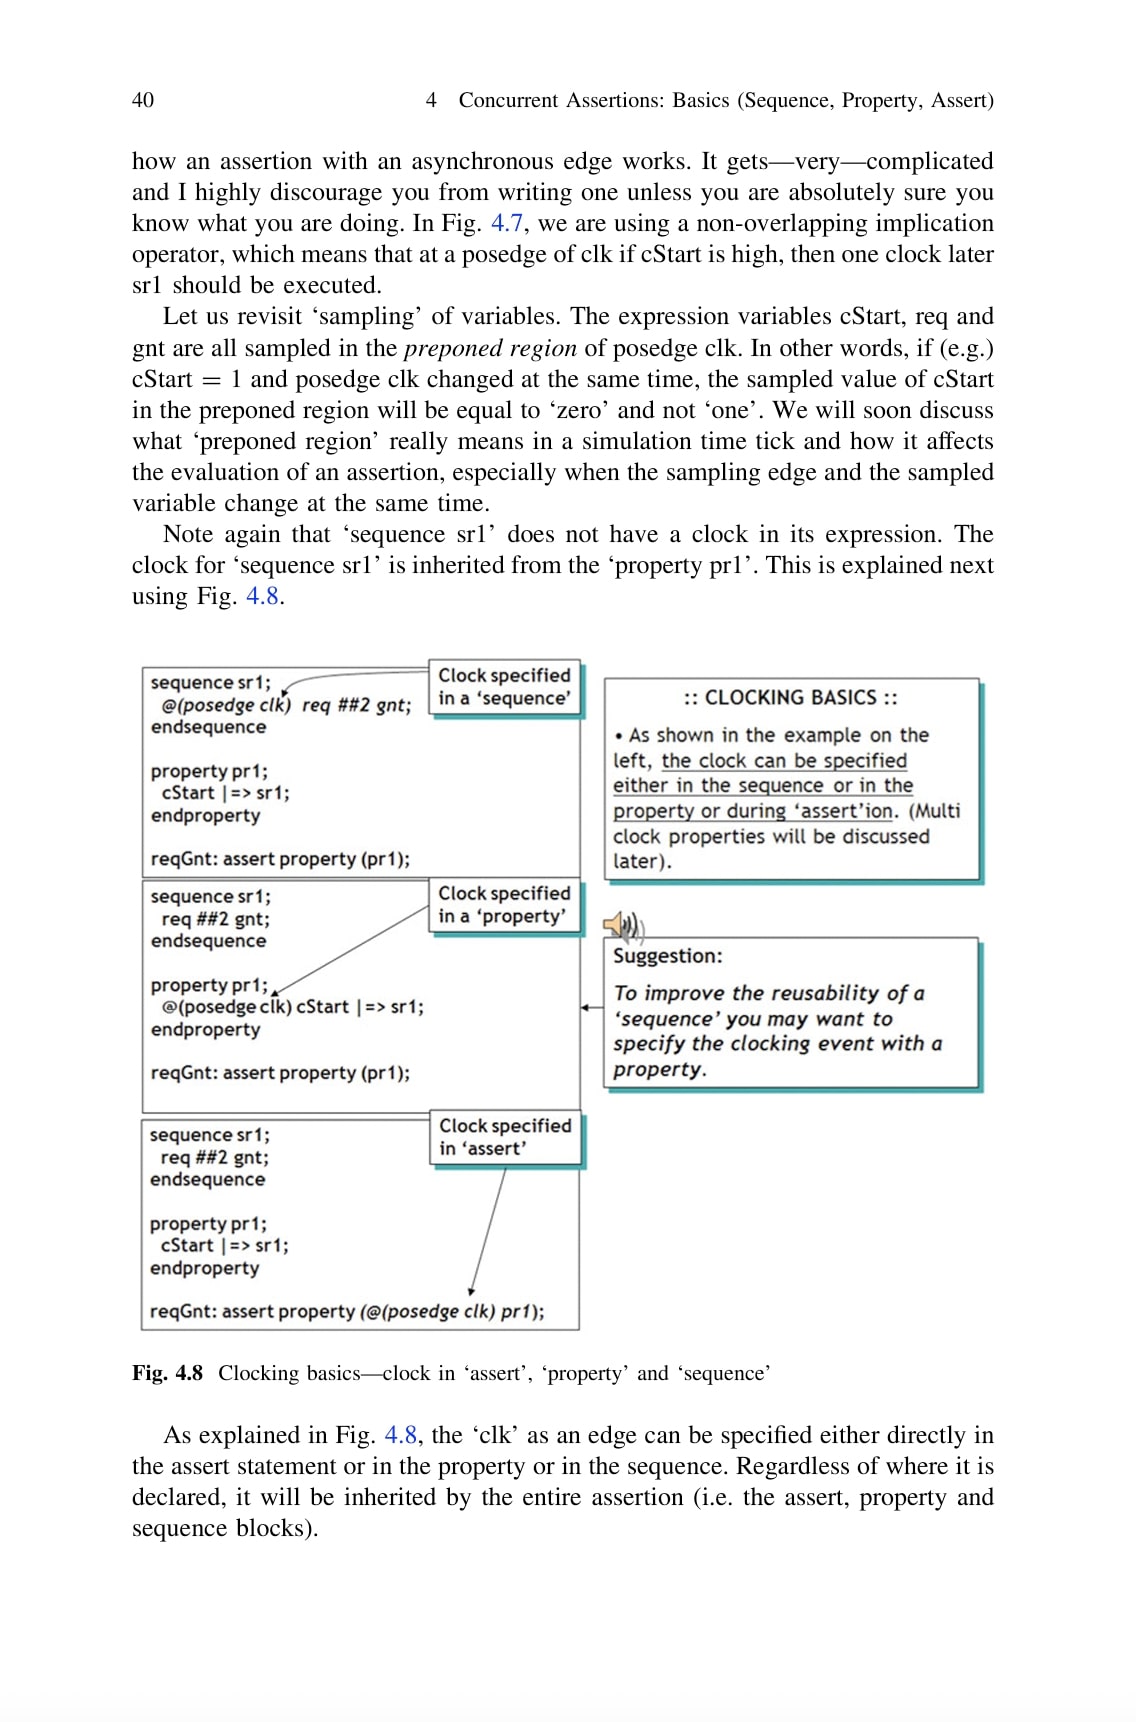 40
4 Concurrent Assertions: Basics (Sequence, Property, Assert)
how an assertion with an asynchronous edge works. It gets—very—complicated
and I highly discourage you from writing one unless you are absolutely sure you
know what you are doing. In Fig. 4.7, we are using a non-overlapping implication
operator, which means that at a posedge of clk if cStart is high, then one clock later
sr1 should be executed.
Let us revisit ‘sampling’ of variables. The expression variables cStart, req and
gnt are all sampled in the preponed region of posedge clk. In other words, if (e.g.)
cStart = 1 and posedge clk changed at the same time, the sampled value of cStart
in the preponed region will be equal to ‘zero’ and not ‘one’. We will soon discuss
what ‘preponed region’ really means in a simulation time tick and how it affects
the evaluation of an assertion, especially when the sampling edge and the sampled
variable change at the same time.
Note again that ‘sequence sr1’ does not have a clock in its expression. The
clock for ‘sequence sr1’ is inherited from the ‘property pr1’. This is explained next
using Fig. 4.8.
sequence sr1;
@(posedge clk) req ##2 gnt;
endsequence
property pr1;
cStart |=> sr1;
endproperty
reqGnt: assert property (pr1);
Clock specified
in a ‘sequence’
sequence sr1;
req ##2 gnt;
endsequence
property pr1;
@(posedge clk) cStart |=> sr1;
endproperty
reqGnt: assert property (pr1);
Clock specified
in a ‘property’
sequence sr1;
req ##2 gnt;
endsequence
property pr1;
cStart |=> sr1;
endproperty
reqGnt: assert property (@(posedge clk) pr1);
Clock specified
in ‘assert’
:: CLOCKING BASICS ::
• As shown in the example on the
left, the clock can be specified
either in the sequence or in the
property or during ‘assert’ion. (Multi
clock properties will be discussed
later).
Suggestion:
To improve the reusability of a
‘sequence’ you may want to
specify the clocking event with a
property.
Fig. 4.8 Clocking basics—clock in ‘assert’, ‘property’ and ‘sequence’
As explained in Fig. 4.8, the ‘clk’ as an edge can be specified either directly in
the assert statement or in the property or in the sequence. Regardless of where it is
declared, it will be inherited by the entire assertion (i.e. the assert, property and
sequence blocks).